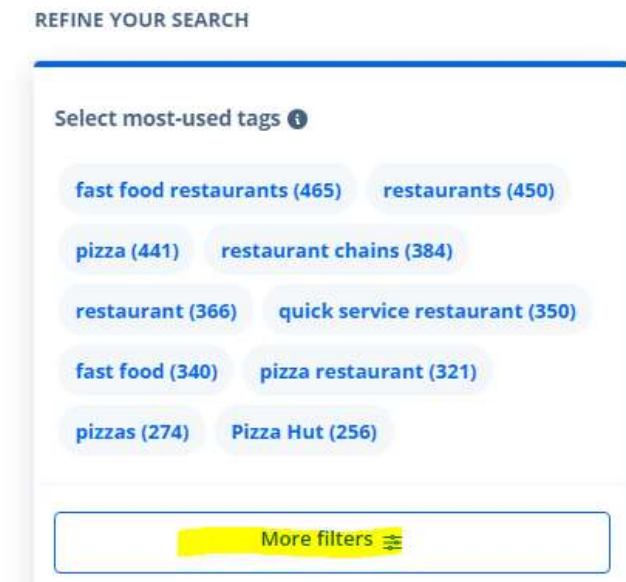 REFINE YOUR SEARCH
Select most-used tags
fast food restaurants (465) restaurants (450)
pizza (441) restaurant chains (384)
restaurant (366) quick service restaurant (350)
fast food (340) pizza restaurant (321)
pizzas (274) Pizza Hut (256)
More filters